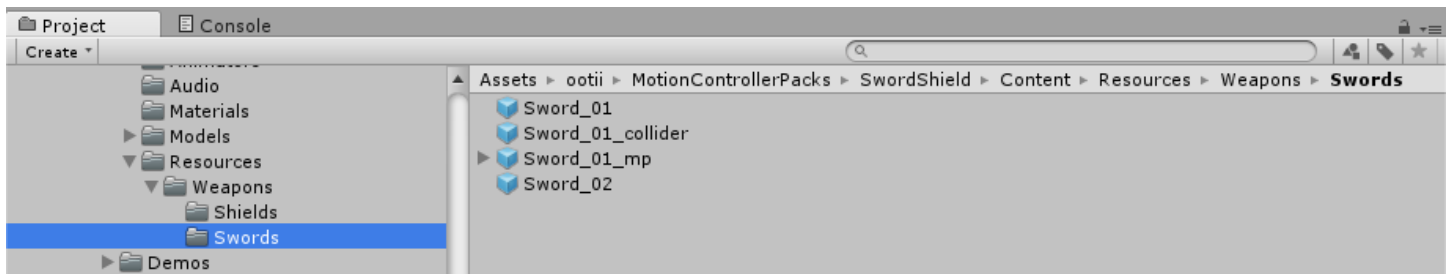 Project Console
Create
Audio
Materials
Models
Resources
Weapons
Shields
Swords
Demos
Assets ▸ ootii ▸ MotionControllerPacks ▸ SwordShield ▸ Content ▸ Resources ▸ Weapons ▸ Swords
Sword_01
Sword_01_collider
Sword_01_mp
Sword_02